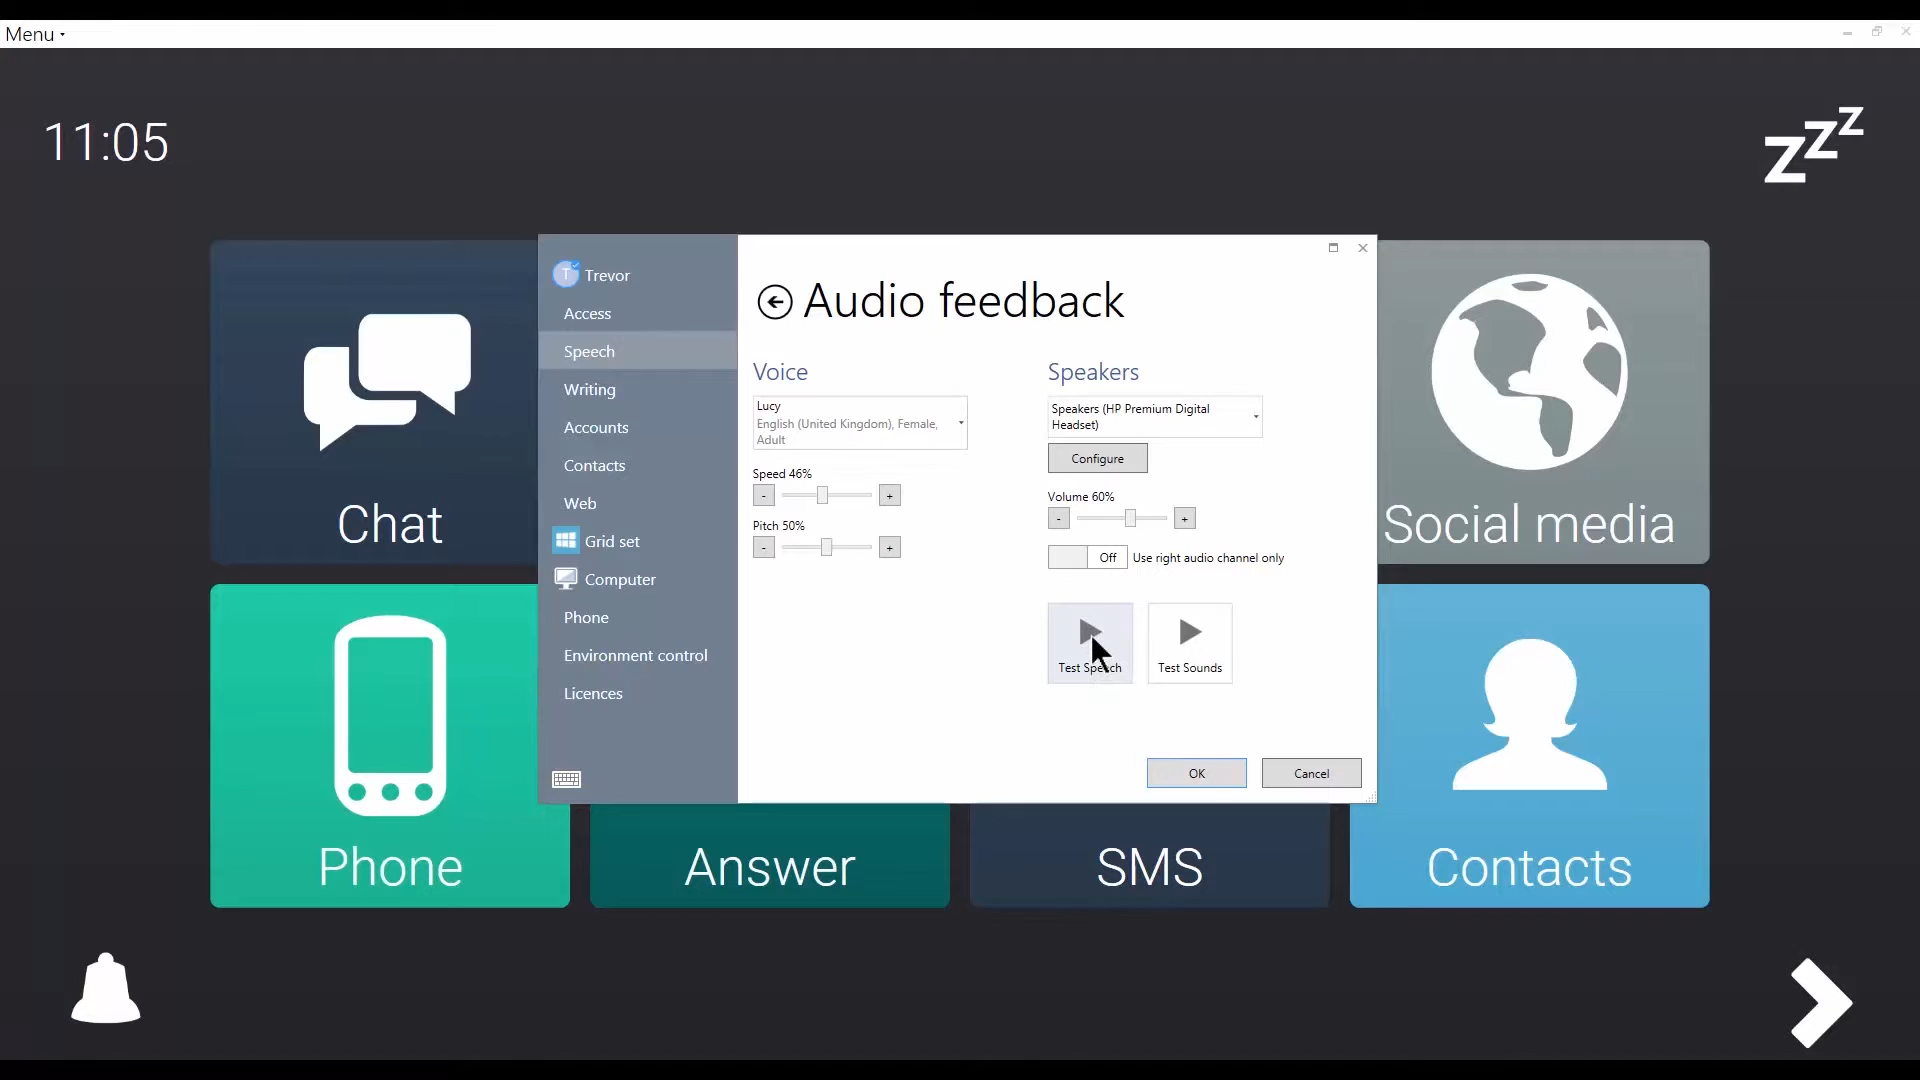 Menu
11:05
zzz
Chat
Social media
Phone
Answer
SMS
Contacts
T
Trevor
Access
Speech
Writing
Accounts
Contacts
Web
Grid set
Computer
Phone
Environment control
Licences
Audio feedback
Voice
Lucy
English (United Kingdom), Female,
Adult
Speed 46%
- +
Pitch 50%
- +
Speakers
Speakers (HP Premium Digital
Headset)
Configure
Volume 60%
- +
Off Use right audio channel only
Test Speech
Test Sounds
OK
Cancel